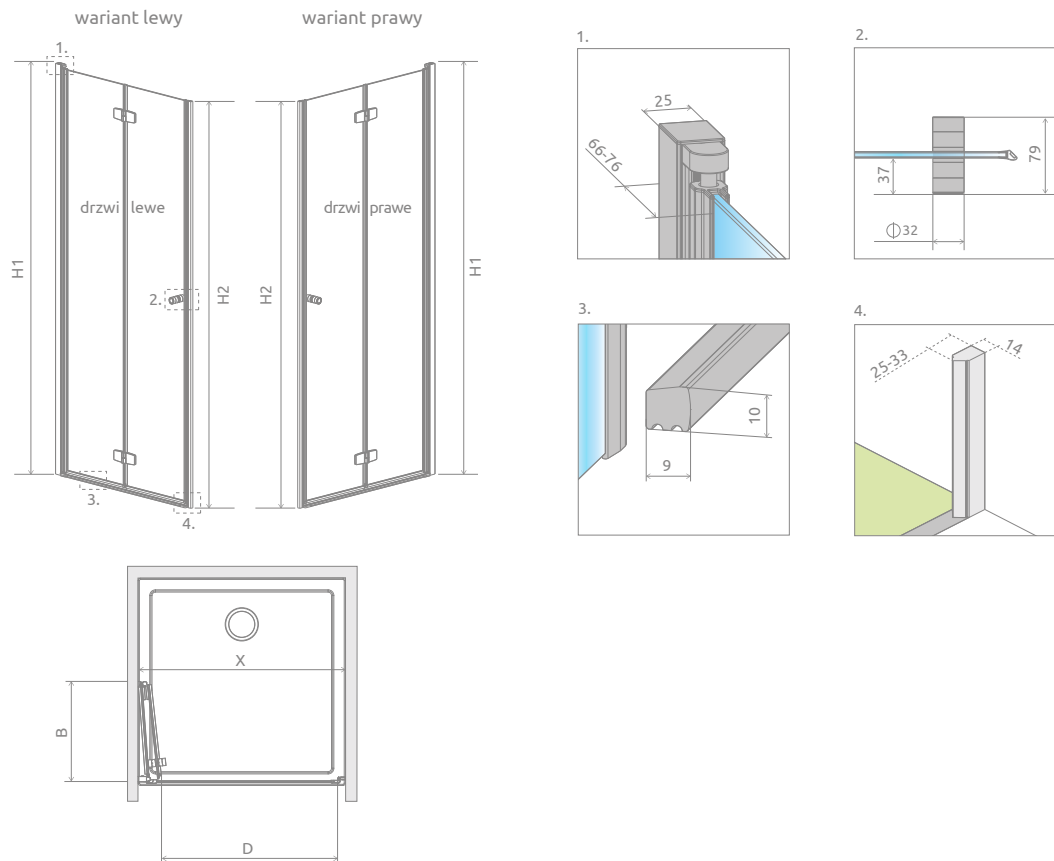 wariant lewy
wariant prawy
1.
drzwi lewe
drzwi prawe
H1
H2
H2
H1
2.
3.
4.
1.
25
66-76
2.
37
79
⌀32
3.
10
9
4.
25-33
14
X
B
D